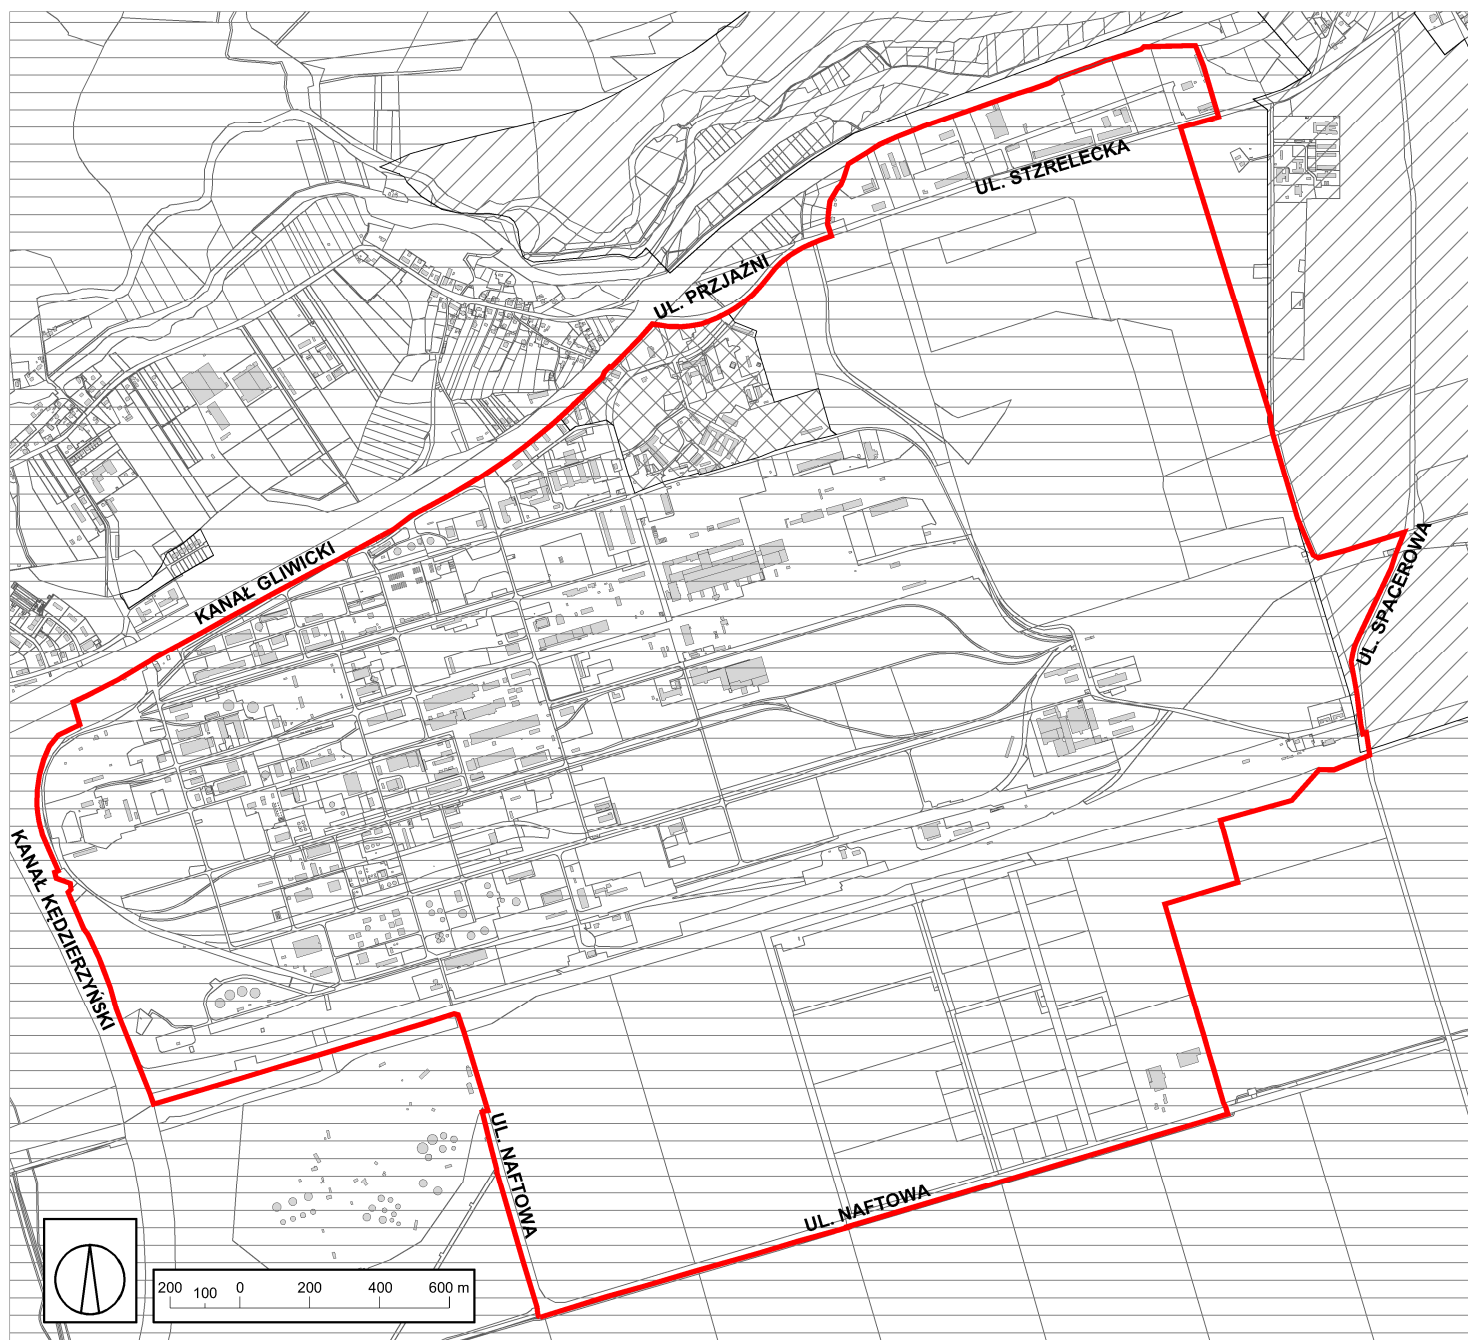 UL. STZRELECKA
UL. PRZJAŹNI
KANAŁ GLIWICKI
UL. SPACEROWA
KANAŁ KĘDZIERZYŃSKI
UL. NAFTOWA
UL. NAFTOWA
200 100 0 200 400 600 m